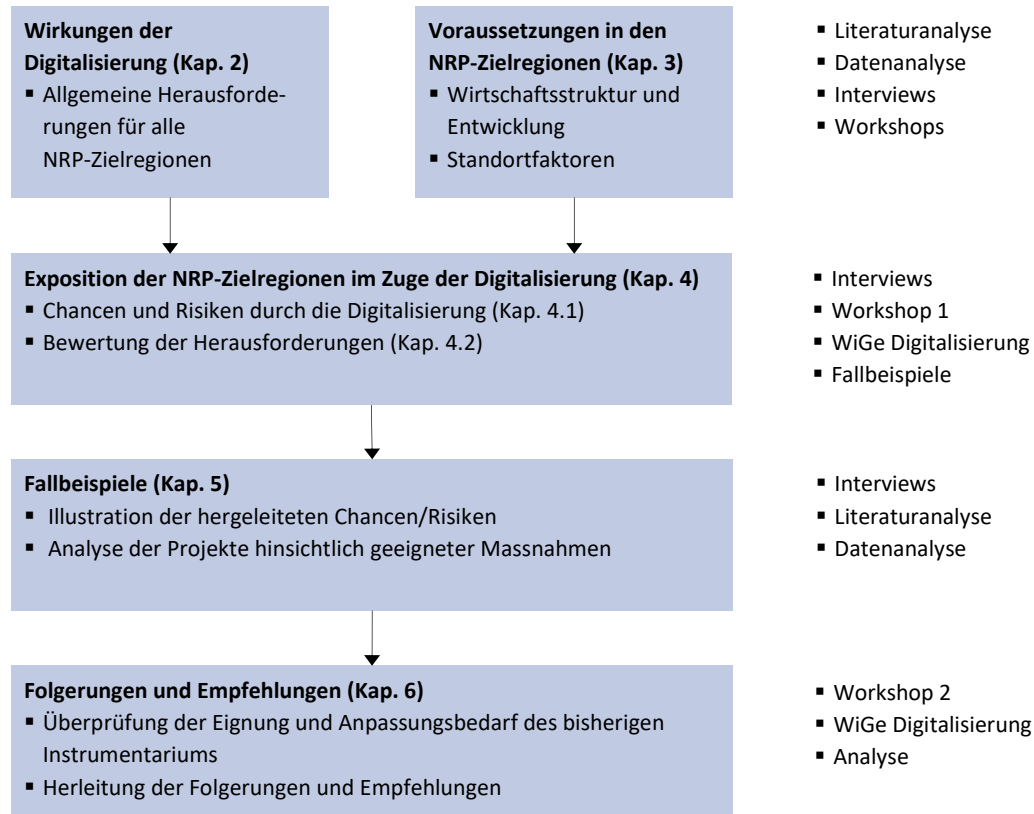 Wirkungen der
Digitalisierung (Kap. 2)
▪ Allgemeine Herausforde-
rungen für alle
NRP-Zielregionen
Voraussetzungen in den
NRP-Zielregionen (Kap. 3)
▪ Wirtschaftsstruktur und
Entwicklung
▪ Standortfaktoren
▪ Literaturanalyse
▪ Datenanalyse
▪ Interviews
▪ Workshops
Exposition der NRP-Zielregionen im Zuge der Digitalisierung (Kap. 4)
▪ Chancen und Risiken durch die Digitalisierung (Kap. 4.1)
▪ Bewertung der Herausforderungen (Kap. 4.2)
▪ Interviews
▪ Workshop 1
▪ WiGe Digitalisierung
▪ Fallbeispiele
Fallbeispiele (Kap. 5)
▪ Illustration der hergeleiteten Chancen/Risiken
▪ Analyse der Projekte hinsichtlich geeigneter Massnahmen
▪ Interviews
▪ Literaturanalyse
▪ Datenanalyse
Folgerungen und Empfehlungen (Kap. 6)
▪ Überprüfung der Eignung und Anpassungsbedarf des bisherigen
Instrumentariums
▪ Herleitung der Folgerungen und Empfehlungen
▪ Workshop 2
▪ WiGe Digitalisierung
▪ Analyse